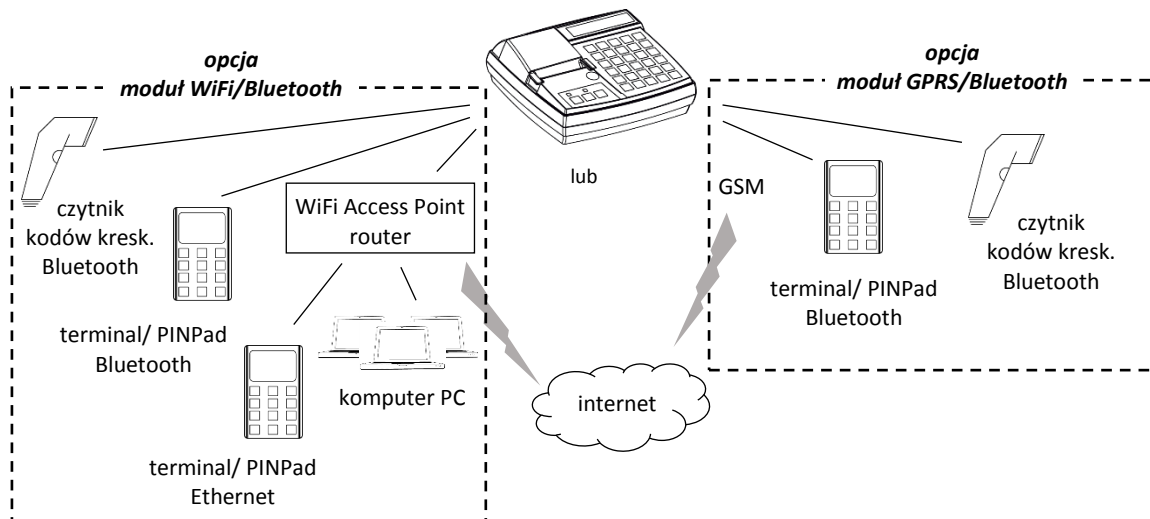 opcja
moduł WiFi/Bluetooth
czytnik
kodów kresk.
Bluetooth
WiFi Access Point
router
terminal/ PINPad
Bluetooth
komputer PC
terminal/ PINPad
Ethernet
lub
internet
opcja
moduł GPRS/Bluetooth
GSM
czytnik
kodów kresk.
Bluetooth
terminal/ PINPad
Bluetooth